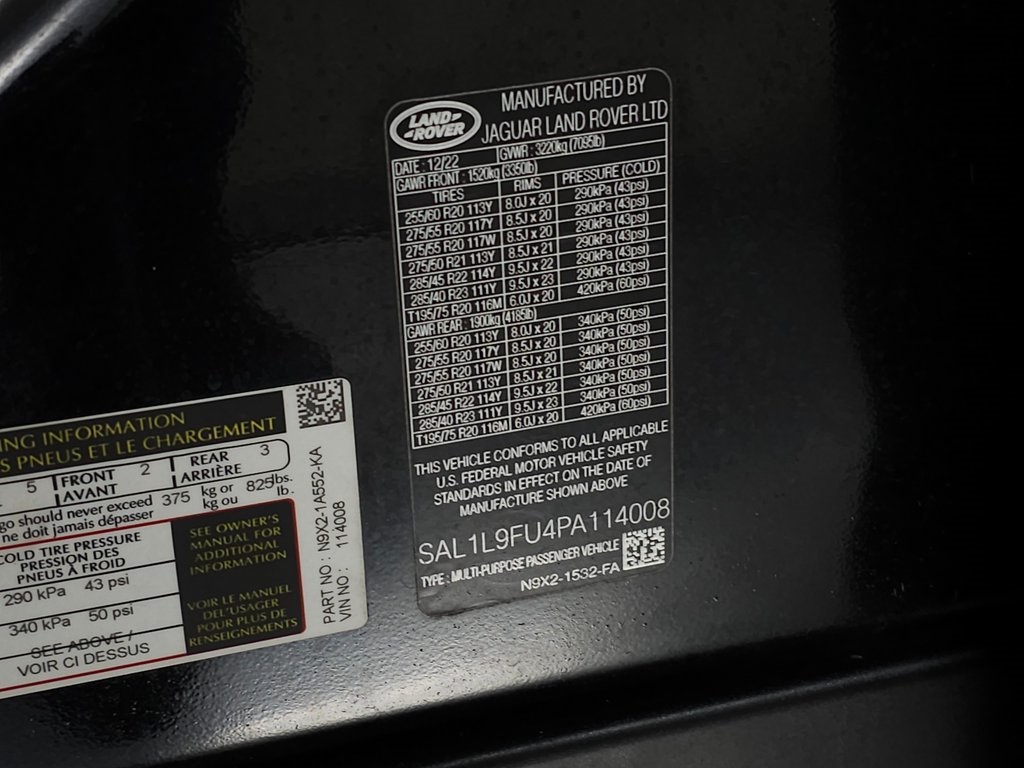 LAND-
-ROVER
MANUFACTURED BY
JAGUAR LAND ROVER LTD
DATE : 12/22 GVWR : 3220kg (7095lb)
GAWR FRONT : 1520kg (3350lb)
TIRES RIMS PRESSURE (COLD)
255/60 R20 113Y 8.0J x 20 290kPa (43psi)
275/55 R20 117Y 8.5J x 20 290kPa (43psi)
275/55 R20 117W 8.5J x 20 290kPa (43psi)
275/50 R21 113Y 8.5J x 21 290kPa (43psi)
285/45 R22 114Y 9.5J x 22 290kPa (43psi)
285/40 R23 111Y 9.5J x 23 290kPa (43psi)
T195/75 R20 116M 6.0J x 20 420kPa (60psi)
GAWR REAR : 1900kg (4185lb)
255/60 R20 113Y 8.0J x 20 340kPa (50psi)
275/55 R20 117Y 8.5J x 20 340kPa (50psi)
275/55 R20 117W 8.5J x 20 340kPa (50psi)
275/50 R21 113Y 8.5J x 21 340kPa (50psi)
285/45 R22 114Y 9.5J x 22 340kPa (50psi)
285/40 R23 111Y 9.5J x 23 340kPa (50psi)
T195/75 R20 116M 6.0J x 20 420kPa (60psi)
THIS VEHICLE CONFORMS TO ALL APPLICABLE
U.S. FEDERAL MOTOR VEHICLE SAFETY
STANDARDS IN EFFECT ON THE DATE OF
MANUFACTURE SHOWN ABOVE
SAL1L9FU4PA114008
TYPE : MULTI-PURPOSE PASSENGER VEHICLE
N9X2-1532-FA
ING INFORMATION
S PNEUS ET LE CHARGEMENT
5 FRONT 2 REAR 3
AVANT ARRIÈRE
go should never exceed 375 kg or 825 lbs.
ne doit jamais dépasser kg ou lb.
COLD TIRE PRESSURE
PRESSION DES
PNEUS À FROID
290 kPa 43 psi
340 kPa 50 psi
SEE ABOVE /
VOIR CI DESSUS
SEE OWNER'S
MANUAL FOR
ADDITIONAL
INFORMATION
VOIR LE MANUEL
DEL'USAGER
POUR PLUS DE
RENSEIGNEMENTS
PART NO : N9X2-1A552-KA
VIN NO : 114008